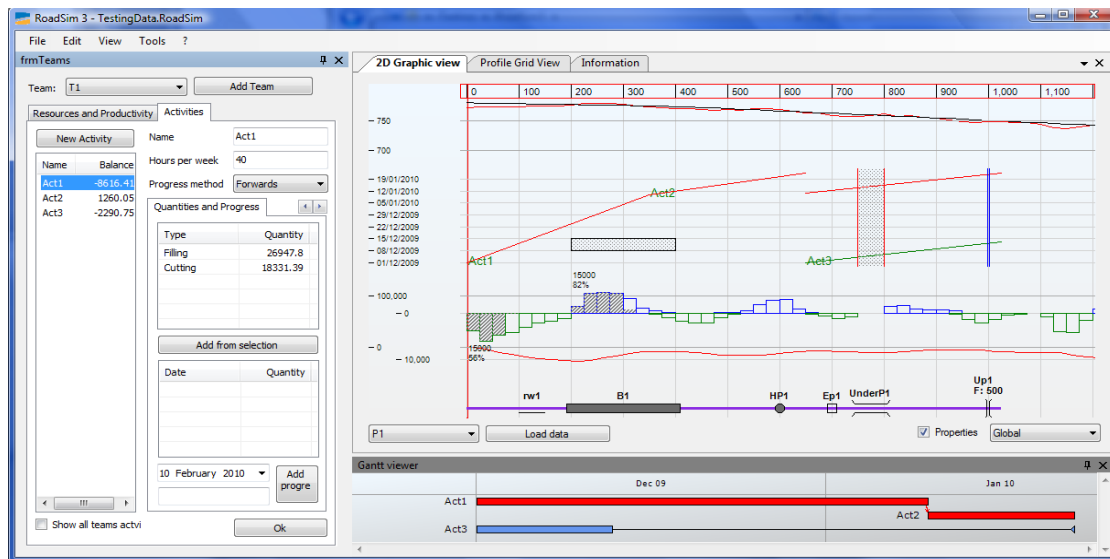 RoadSim 3 - TestingData.RoadSim
File Edit View Tools ?
frmTeams
Team: T1 Add Team
Resources and Productivity Activities
New Activity
Name Balance
Act1 -8616.41
Act2 1260.05
Act3 -2290.75
Show all teams actvi
Name Act1
Hours per week 40
Progress method Forwards
Quantities and Progress
Type Quantity
Filling 26947.8
Cutting 18331.39
Add from selection
Date Quantity
10 February 2010
Add
progre
Ok
2D Graphic view Profile Grid View Information
0 100 200 300 400 500 600 700 800 900 1,000 1,100
750
700
19/01/2010
12/01/2010
05/01/2010
29/12/2009
22/12/2009
15/12/2009
08/12/2009
01/12/2009
Act2
Act1
Act3
15000
82%
100,000
0
0
10,000
15000
56%
rw1 B1 HP1 Ep1 UnderP1 Up1
F: 500
P1 Load data Properties Global
Gantt viewer
Dec 09 Jan 10
Act1
Act2
Act3